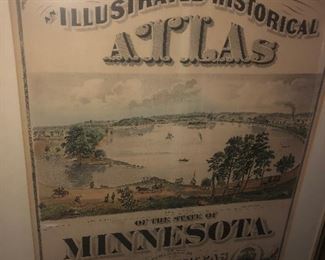 ILLUSTRATED HISTORICAL
ATLAS
OF THE STATE OF
MINNESOTA.